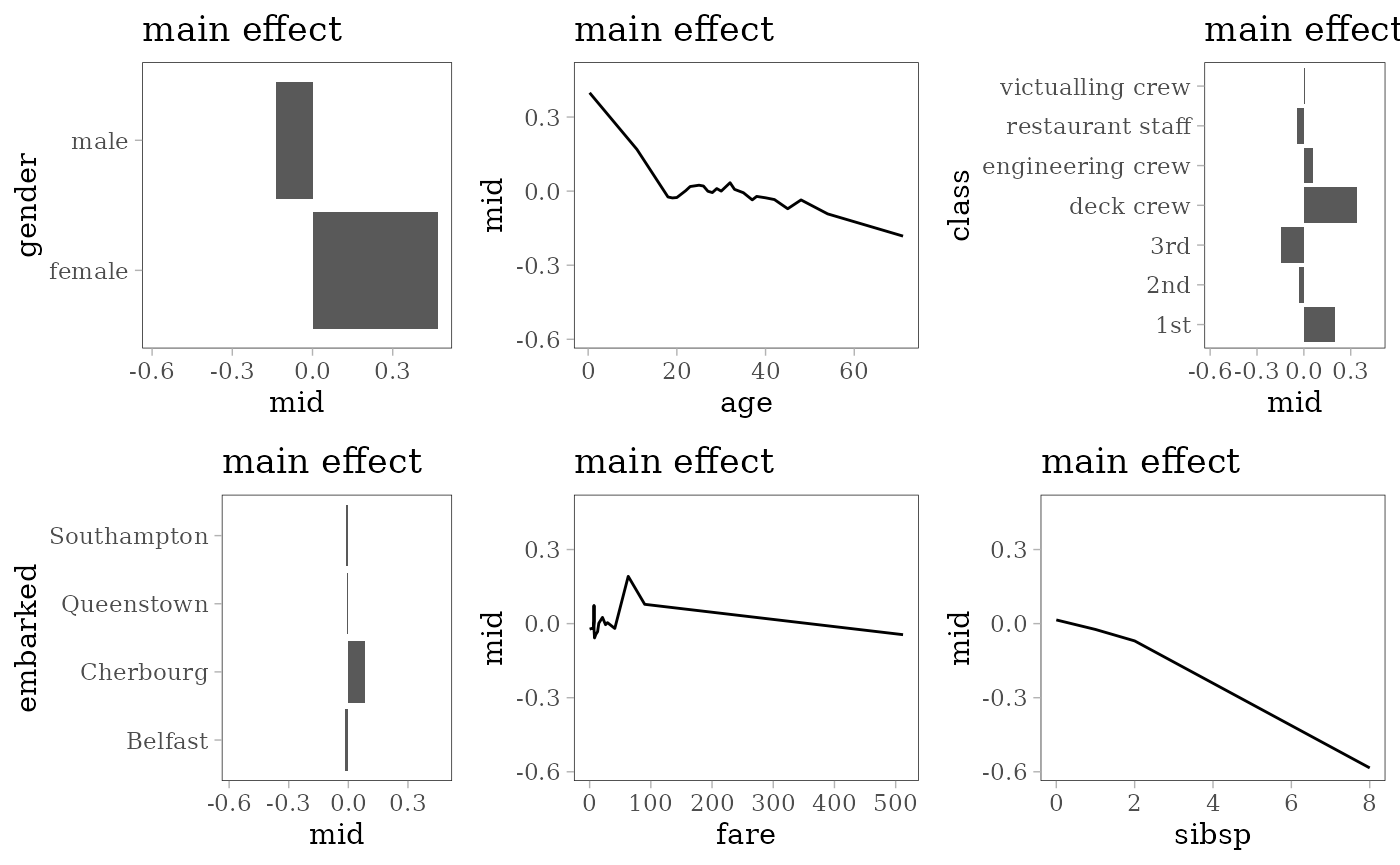 main effect
gender
male
female
-0.6 -0.3 0.0 0.3
mid
main effect
mid
0.3
0.0
-0.3
-0.6
0 20 40 60
age
main effect
class
victualling crew
restaurant staff
engineering crew
deck crew
3rd
2nd
1st
-0.6 -0.3 0.0 0.3
mid
main effect
embarked
Southampton
Queenstown
Cherbourg
Belfast
-0.6 -0.3 0.0 0.3
mid
main effect
mid
0.3
0.0
-0.3
-0.6
0 100 200 300 400 500
fare
main effect
mid
0.3
0.0
-0.3
-0.6
0 2 4 6 8
sibsp